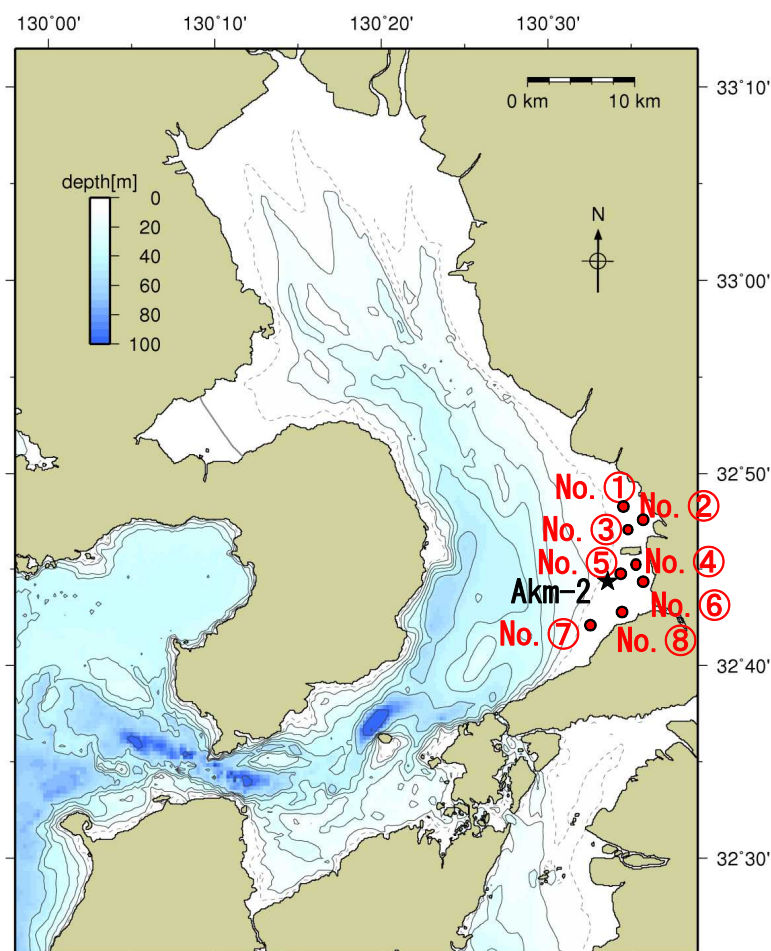 130°00' 130°10' 130°20' 130°30'
33°10'
0 km 10 km
depth[m]
0
20
40
60
80
100
N
33°00'
32°50'
No. ①
No. ②
No. ③
No. ④
No. ⑤
Akm-2
No. ⑥
No. ⑦
No. ⑧
32°40'
32°30'